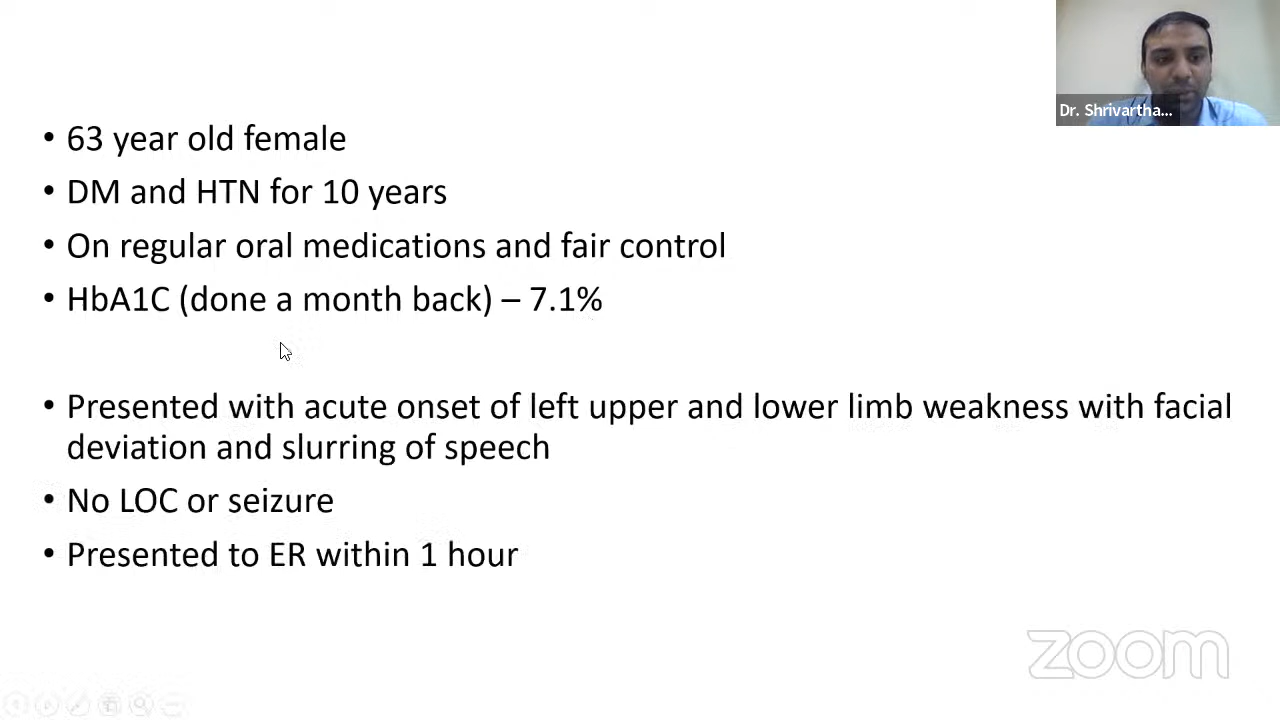 Dr. Shrivartha...
• 63 year old female
• DM and HTN for 10 years
• On regular oral medications and fair control
• HbA1C (done a month back) – 7.1%
• Presented with acute onset of left upper and lower limb weakness with facial
deviation and slurring of speech
• No LOC or seizure
• Presented to ER within 1 hour
zoom